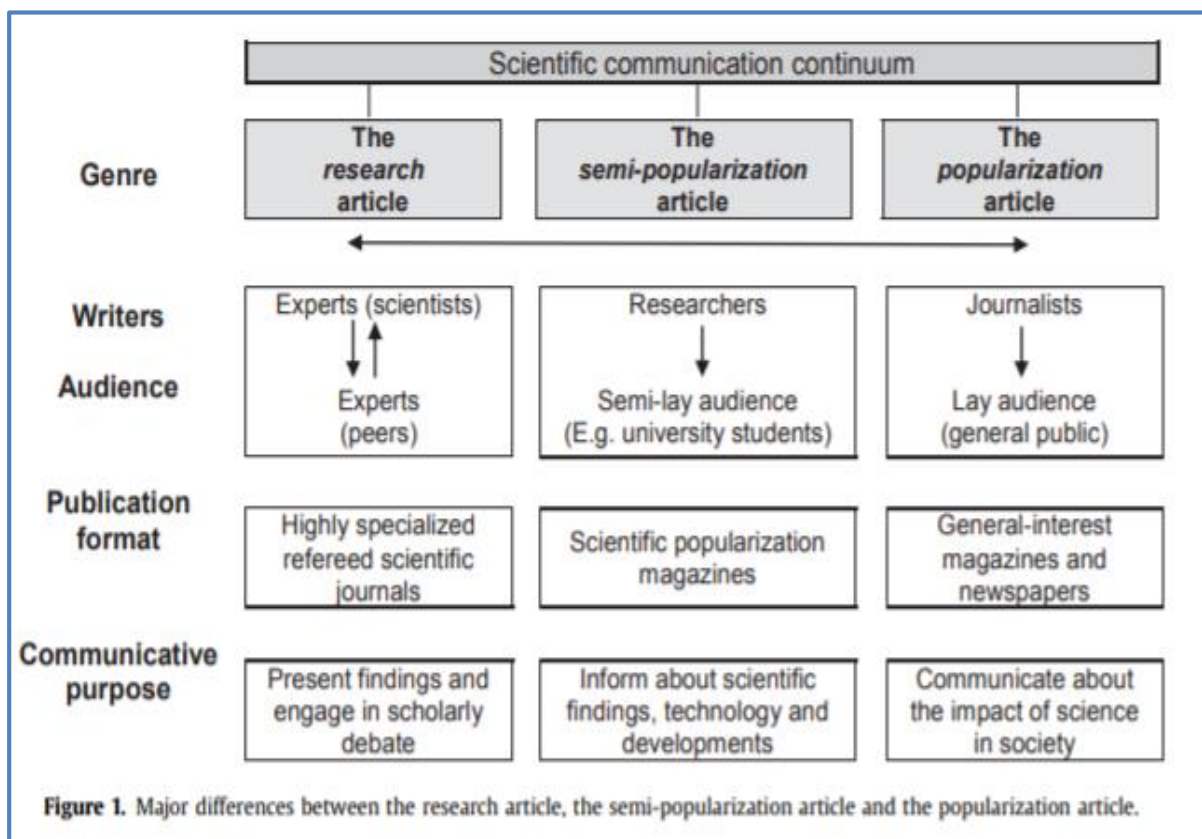 Scientific communication continuum
Genre
The
research
article
The
semi-popularization
article
The
popularization
article
Writers
Audience
Experts (scientists)
Experts
(peers)
Researchers
Semi-lay audience
(E.g. university students)
Journalists
Lay audience
(general public)
Publication
format
Highly specialized
refereed scientific
journals
Scientific popularization
magazines
General-interest
magazines and
newspapers
Communicative
purpose
Present findings and
engage in scholarly
debate
Inform about scientific
findings, technology and
developments
Communicate about
the impact of science
in society
Figure 1. Major differences between the research article, the semi-popularization article and the popularization article.